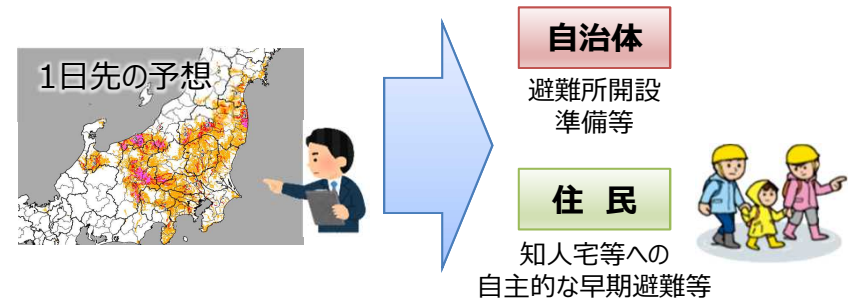 1日先の予想
自治体
避難所開設
準備等
住 民
知人宅等への
自主的な早期避難等